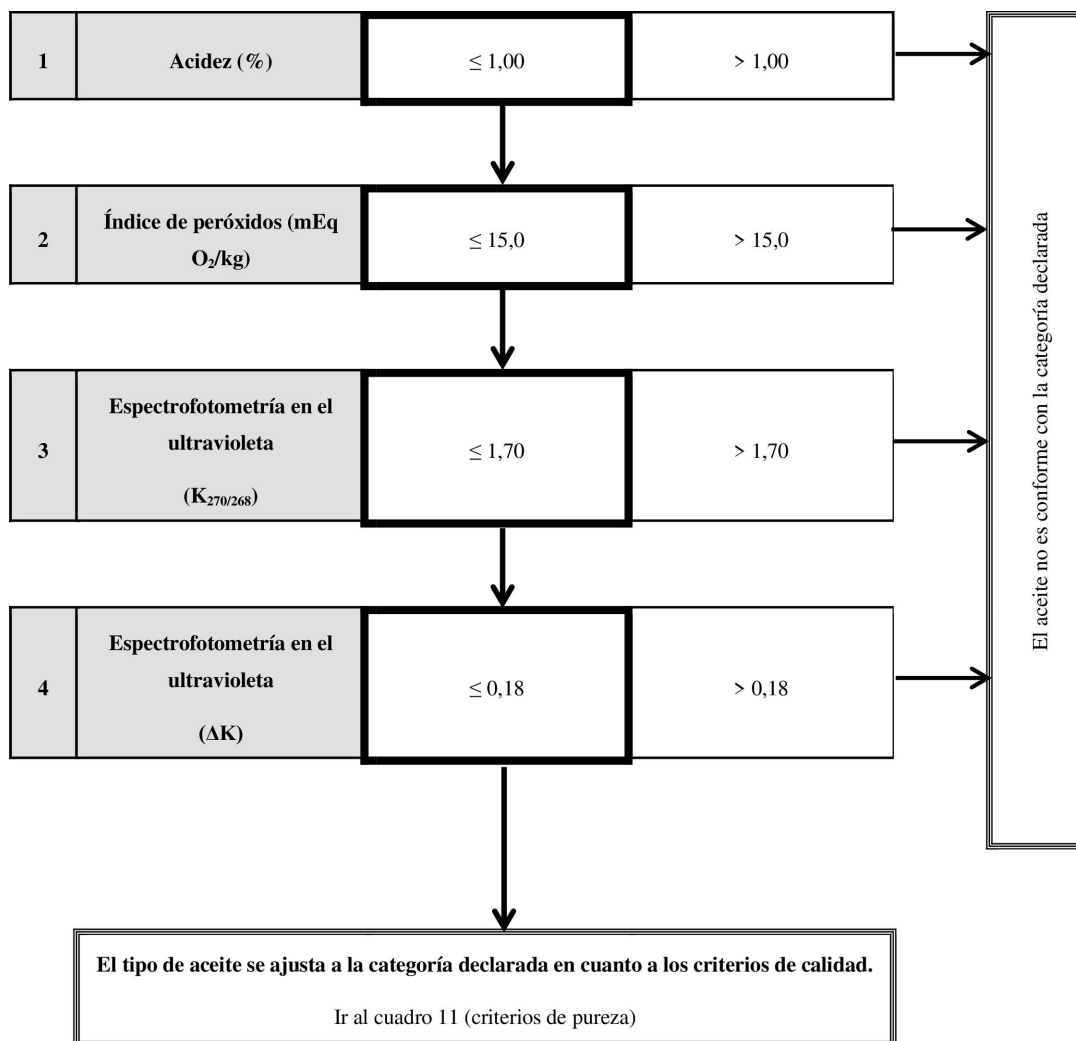 1
Acidez (%)
≤ 1,00
> 1,00
2
Índice de peróxidos (mEq
O₂/kg)
≤ 15,0
> 15,0
3
Espectrofotometría en el
ultravioleta
(K₂₇₀/₂₆₈)
≤ 1,70
> 1,70
4
Espectrofotometría en el
ultravioleta
(ΔK)
≤ 0,18
> 0,18
El aceite no es conforme con la categoría declarada
El tipo de aceite se ajusta a la categoría declarada en cuanto a los criterios de calidad.
Ir al cuadro 11 (criterios de pureza)